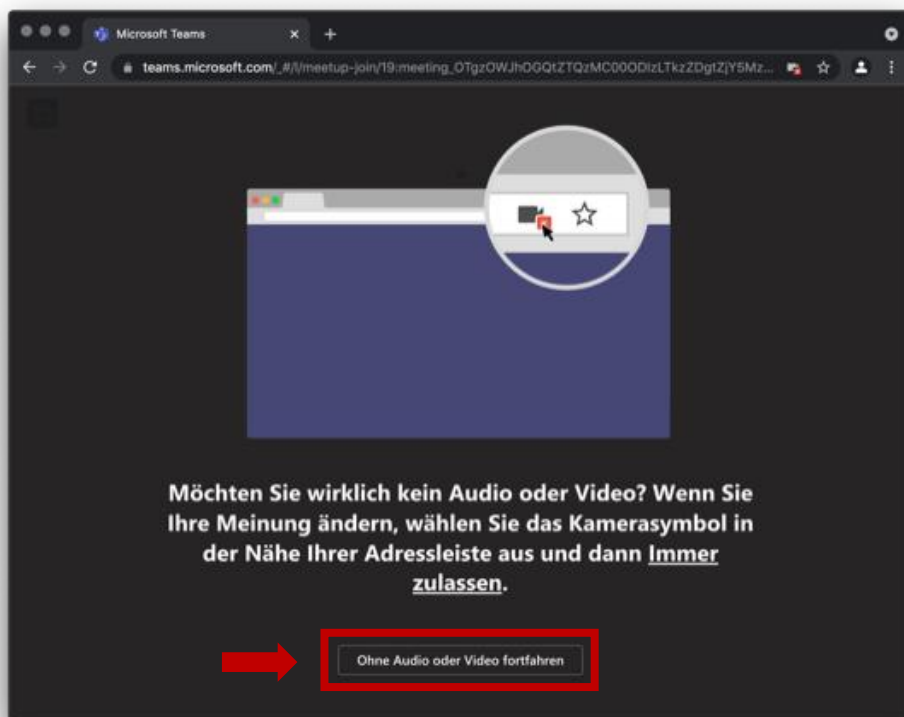 Microsoft Teams
teams.microsoft.com/_#/l/meetup-join/19:meeting_OTgzOWJhOGQtZTQzMC00ODIzLTkzZDgtZjY5Mz...
Möchten Sie wirklich kein Audio oder Video? Wenn Sie
Ihre Meinung ändern, wählen Sie das Kamerasymbol in
der Nähe Ihrer Adressleiste aus und dann Immer
zulassen.
Ohne Audio oder Video fortfahren